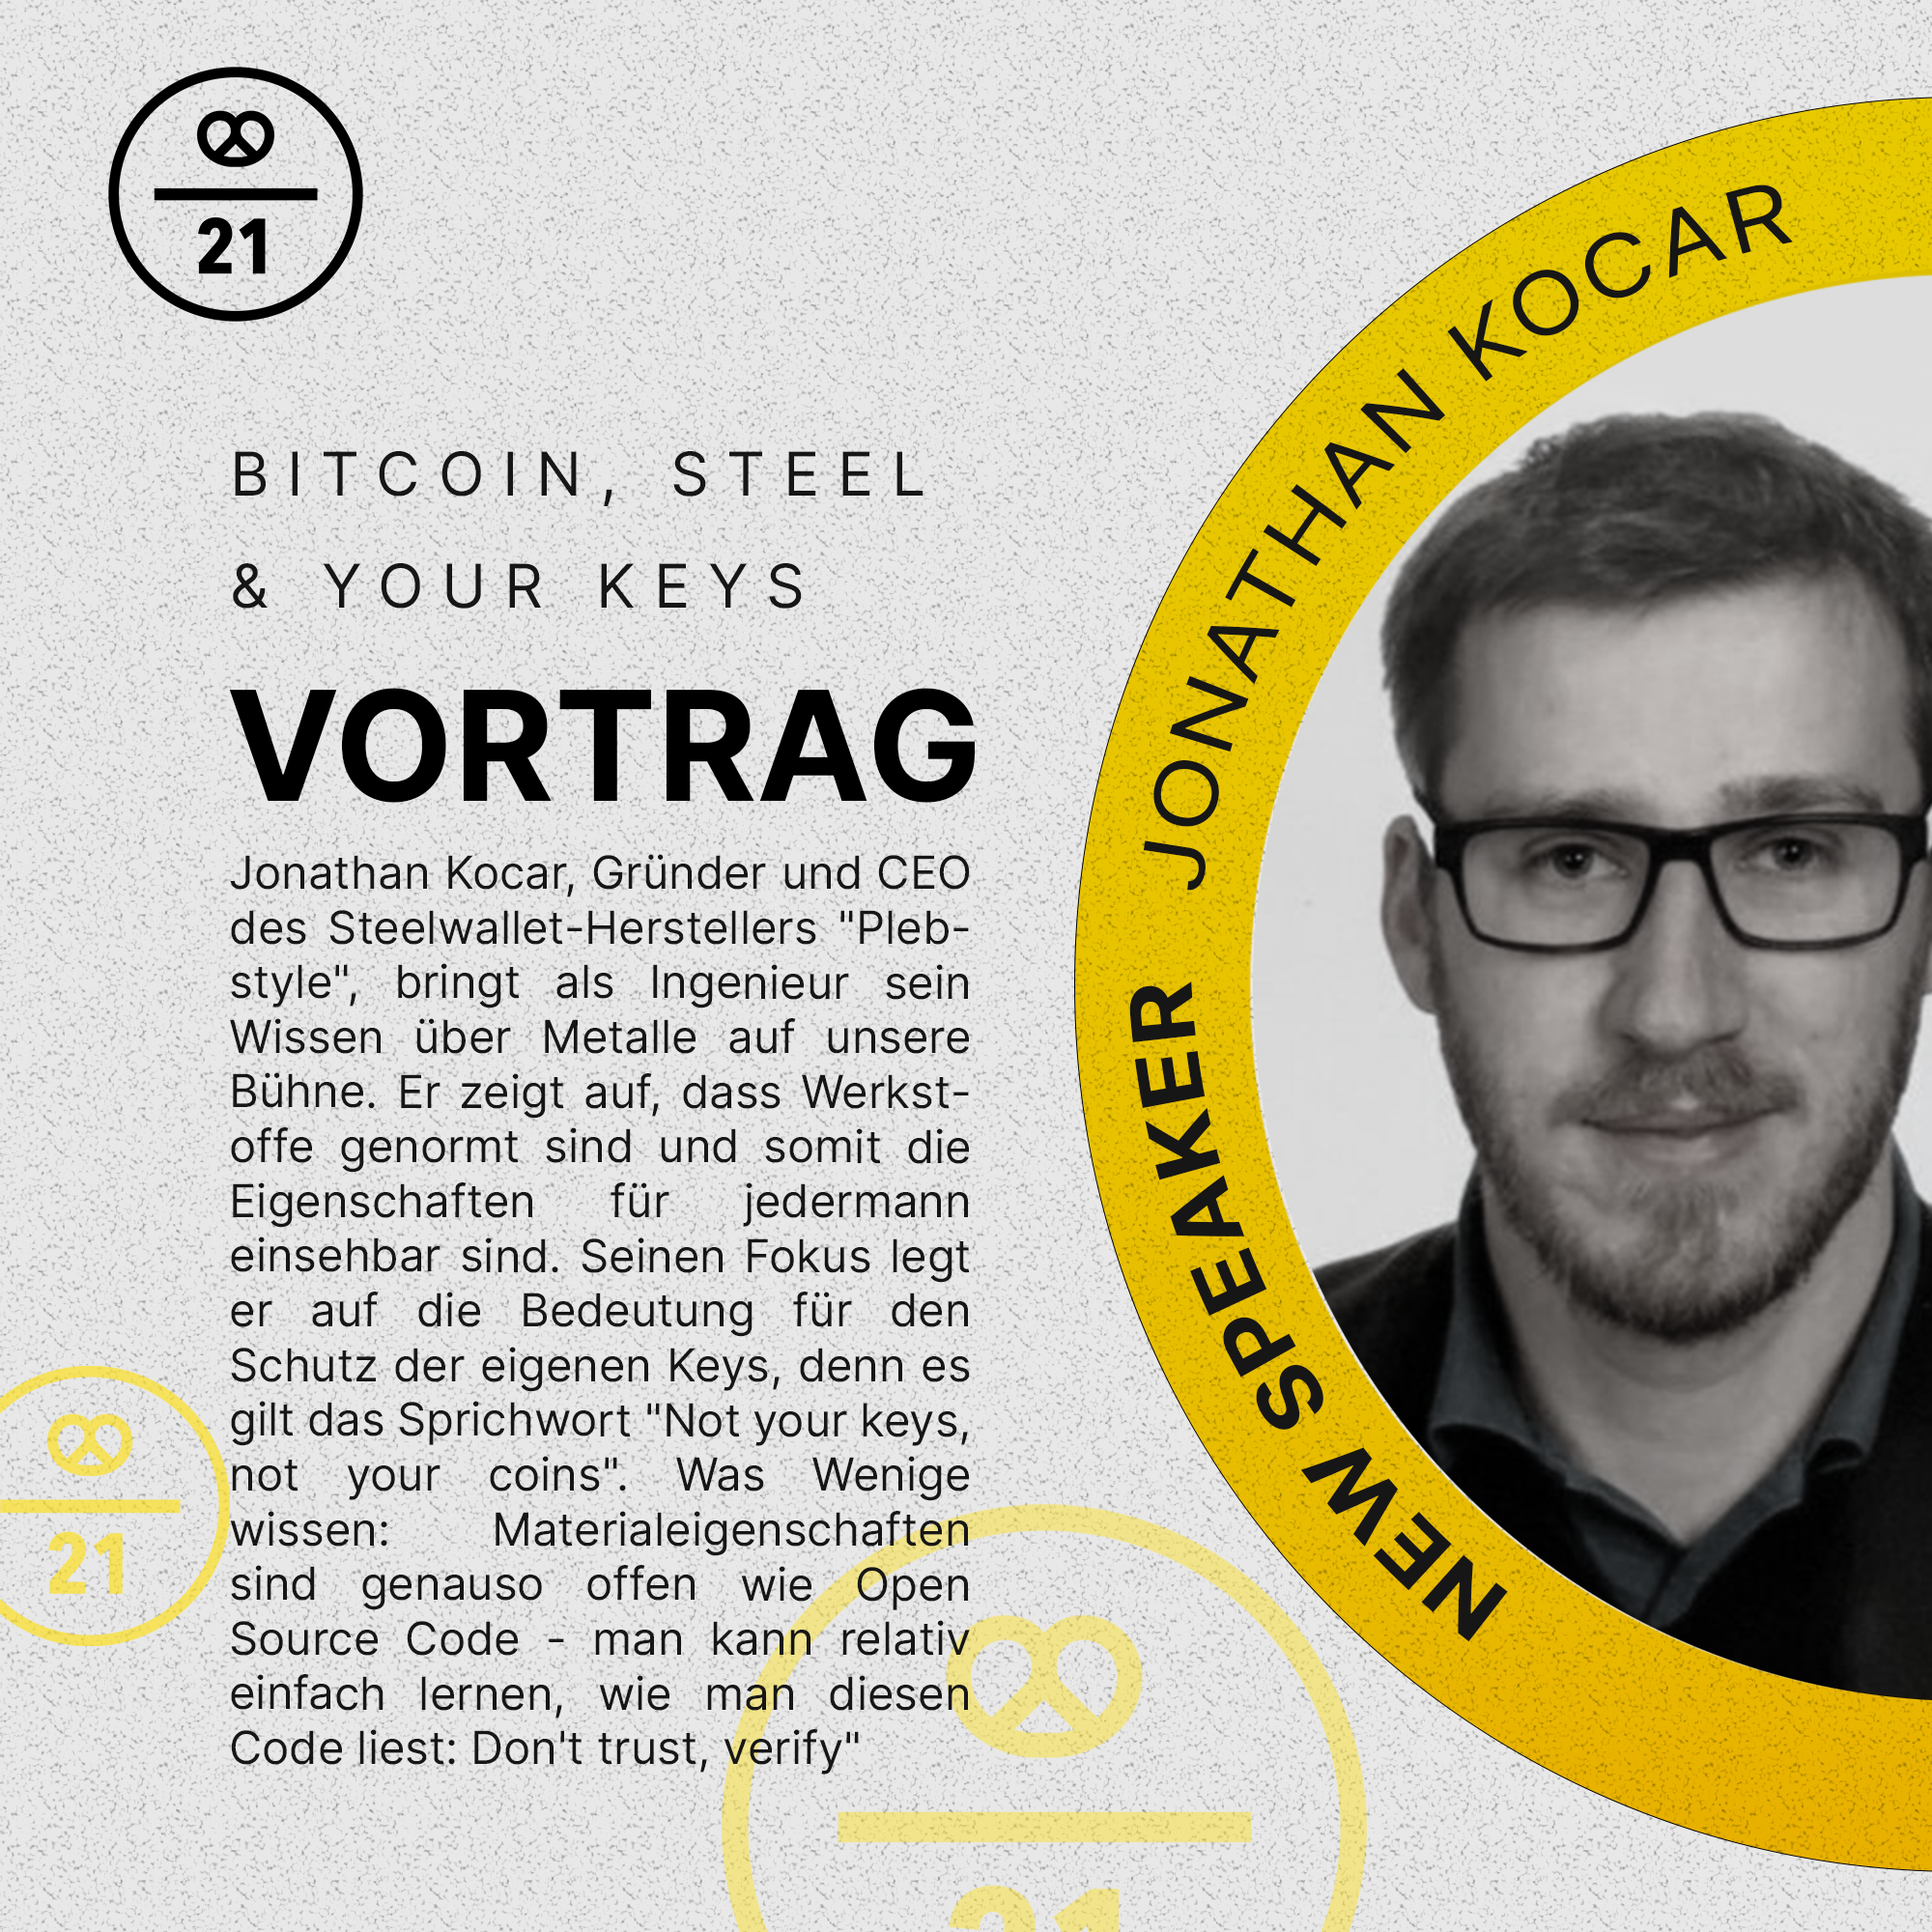 21
BITCOIN, STEEL
& YOUR KEYS
VORTRAG
Jonathan Kocar, Gründer und CEO
des Steelwallet-Herstellers "Pleb-
style", bringt als Ingenieur sein
Wissen über Metalle auf unsere
Bühne. Er zeigt auf, dass Werkst-
offe genormt sind und somit die
Eigenschaften für jedermann
einsehbar sind. Seinen Fokus legt
er auf die Bedeutung für den
Schutz der eigenen Keys, denn es
gilt das Sprichwort "Not your keys,
not your coins". Was Wenige
wissen: Materialeigenschaften
sind genauso offen wie Open
Source Code - man kann relativ
einfach lernen, wie man diesen
Code liest: Don't trust, verify"
NEW SPEAKER JONATHAN KOCAR
21
21